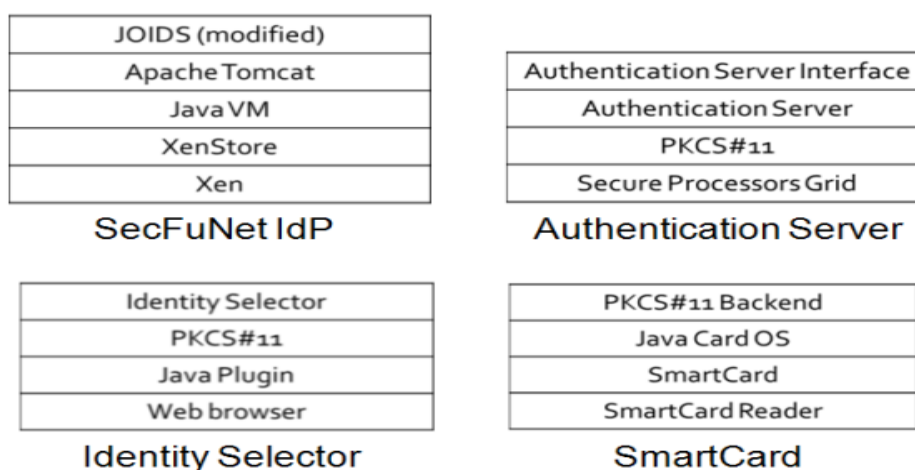 JOIDS (modified)
Apache Tomcat
Java VM
XenStore
Xen
SecFuNet IdP
Authentication Server Interface
Authentication Server
PKCS#11
Secure Processors Grid
Authentication Server
Identity Selector
PKCS#11
Java Plugin
Web browser
Identity Selector
PKCS#11 Backend
Java Card OS
SmartCard
SmartCard Reader
SmartCard